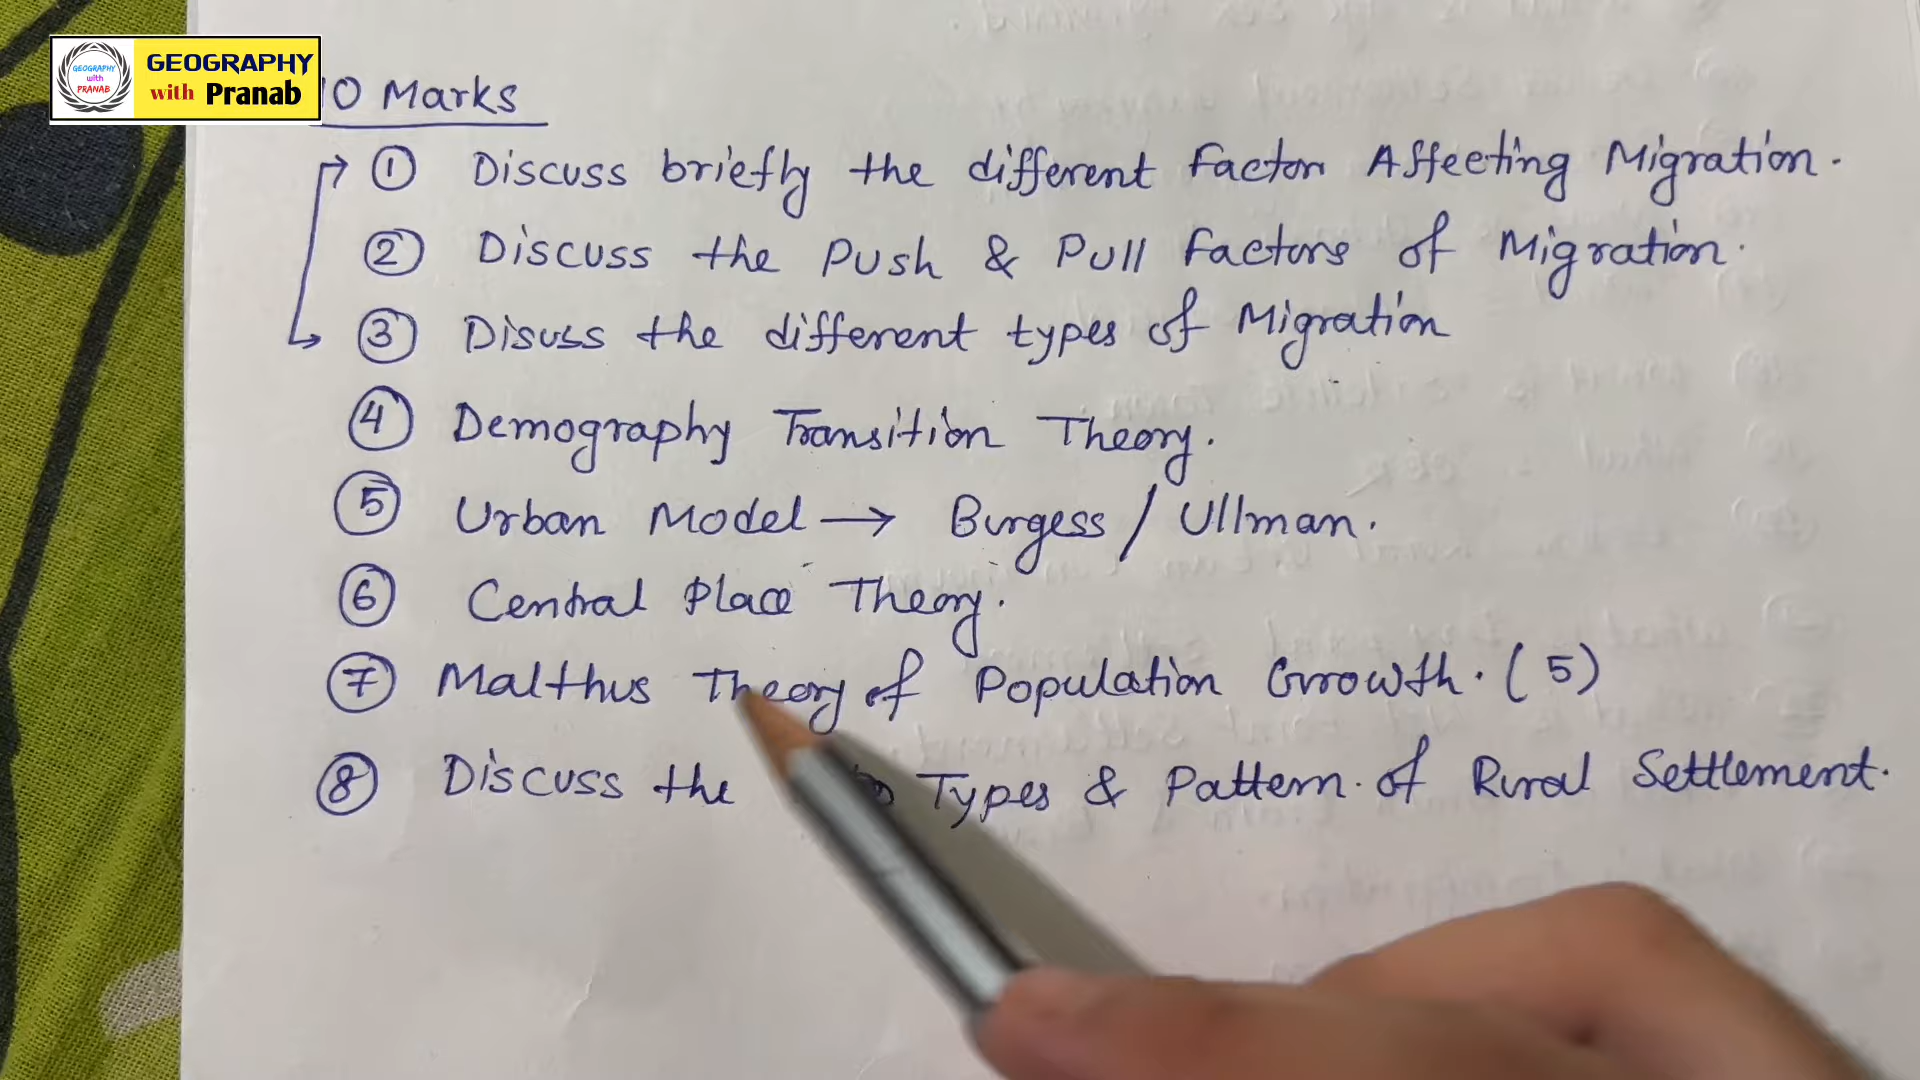 GEOGRAPHY
with
PRANAB
GEOGRAPHY
with Pranab
10 Marks
① Discuss briefly the different Factor Affecting Migration.
② Discuss the Push & Pull Factors of Migration.
③ Disuss the different types of Migration
④ Demography Transition Theory.
⑤ Urban Model → Burgess / Ullman.
⑥ Central Place Theory.
⑦ Malthus Theory of Population Growth. (5)
⑧ Discuss the Types & Pattern. of Rural Settlement.